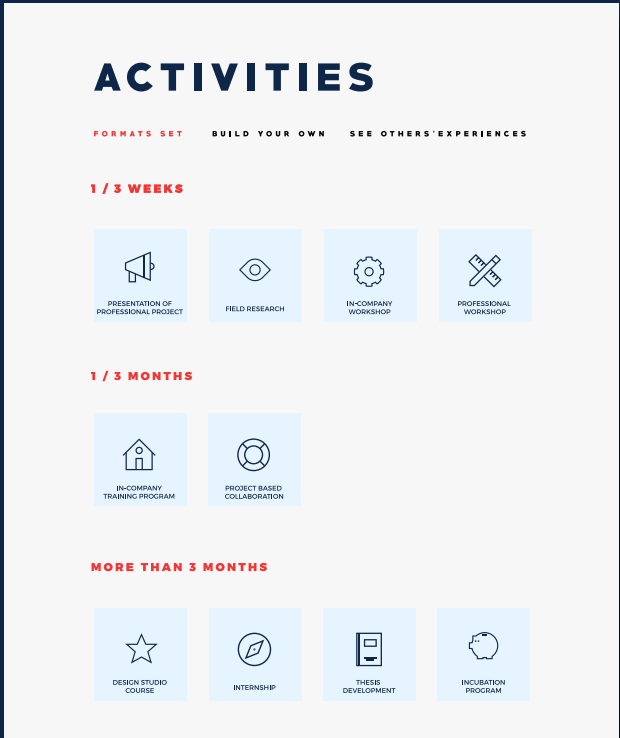 ACTIVITIES
FORMATS SET BUILD YOUR OWN SEE OTHERS'EXPERIENCES
1 / 3 WEEKS
PRESENTATION OF
PROFESSIONAL PROJECT
FIELD RESEARCH
IN-COMPANY
WORKSHOP
PROFESSIONAL
WORKSHOP
1 / 3 MONTHS
IN-COMPANY
TRAINING PROGRAM
PROJECT BASED
COLLABORATION
MORE THAN 3 MONTHS
DESIGN STUDIO
COURSE
INTERNSHIP
THESIS
DEVELOPMENT
INCUBATION
PROGRAM